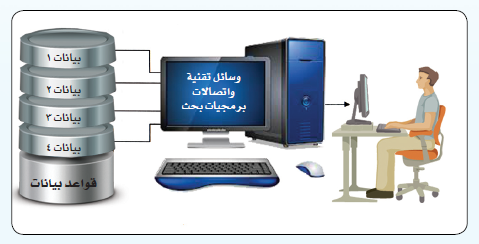 بيانات ١
بيانات ٢
بيانات ٣
بيانات ٤
قواعد بيانات
وسائل تقنية
واتصالات
برمجيات بحث